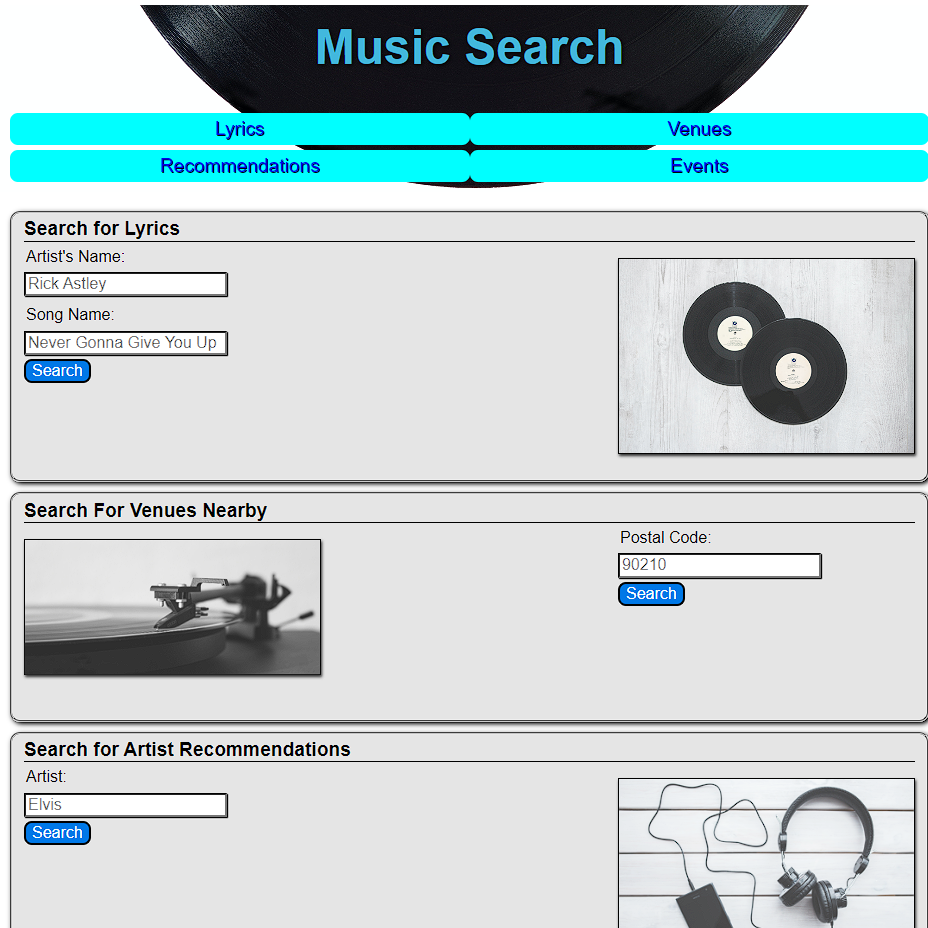 Music Search
Lyrics
Venues
Recommendations
Events
Search for Lyrics
Artist's Name:
Rick Astley
Song Name:
Never Gonna Give You Up
Search
Search For Venues Nearby
Postal Code:
90210
Search
Search for Artist Recommendations
Artist:
Elvis
Search